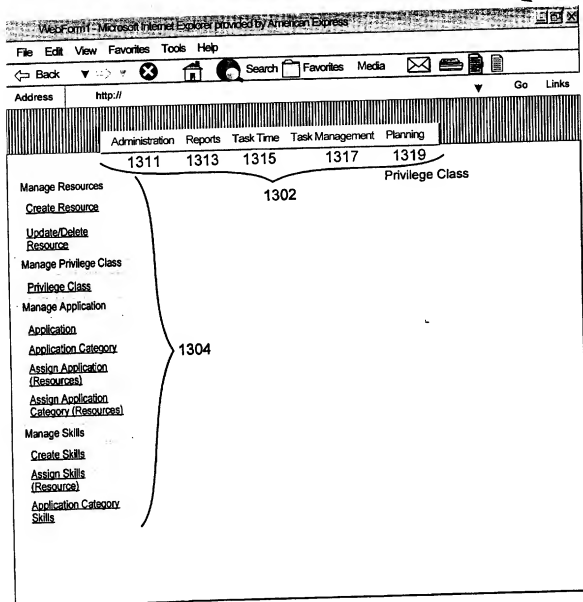 WebForm1 - Microsoft Internet Explorer provided by American Express
File Edit View Favorites Tools Help
Back Search Favorites Media
Address http:// Go Links
Administration Reports Task Time Task Management Planning
1311 1313 1315 1317 1319
Privilege Class
1302
Manage Resources
Create Resource
Update/Delete
Resource
Manage Privilege Class
Privilege Class
Manage Application
Application
Application Category
1304
Assign Application
(Resources)
Assign Application
Category (Resources)
Manage Skills
Create Skills
Assign Skills
(Resource)
Application Category
Skills